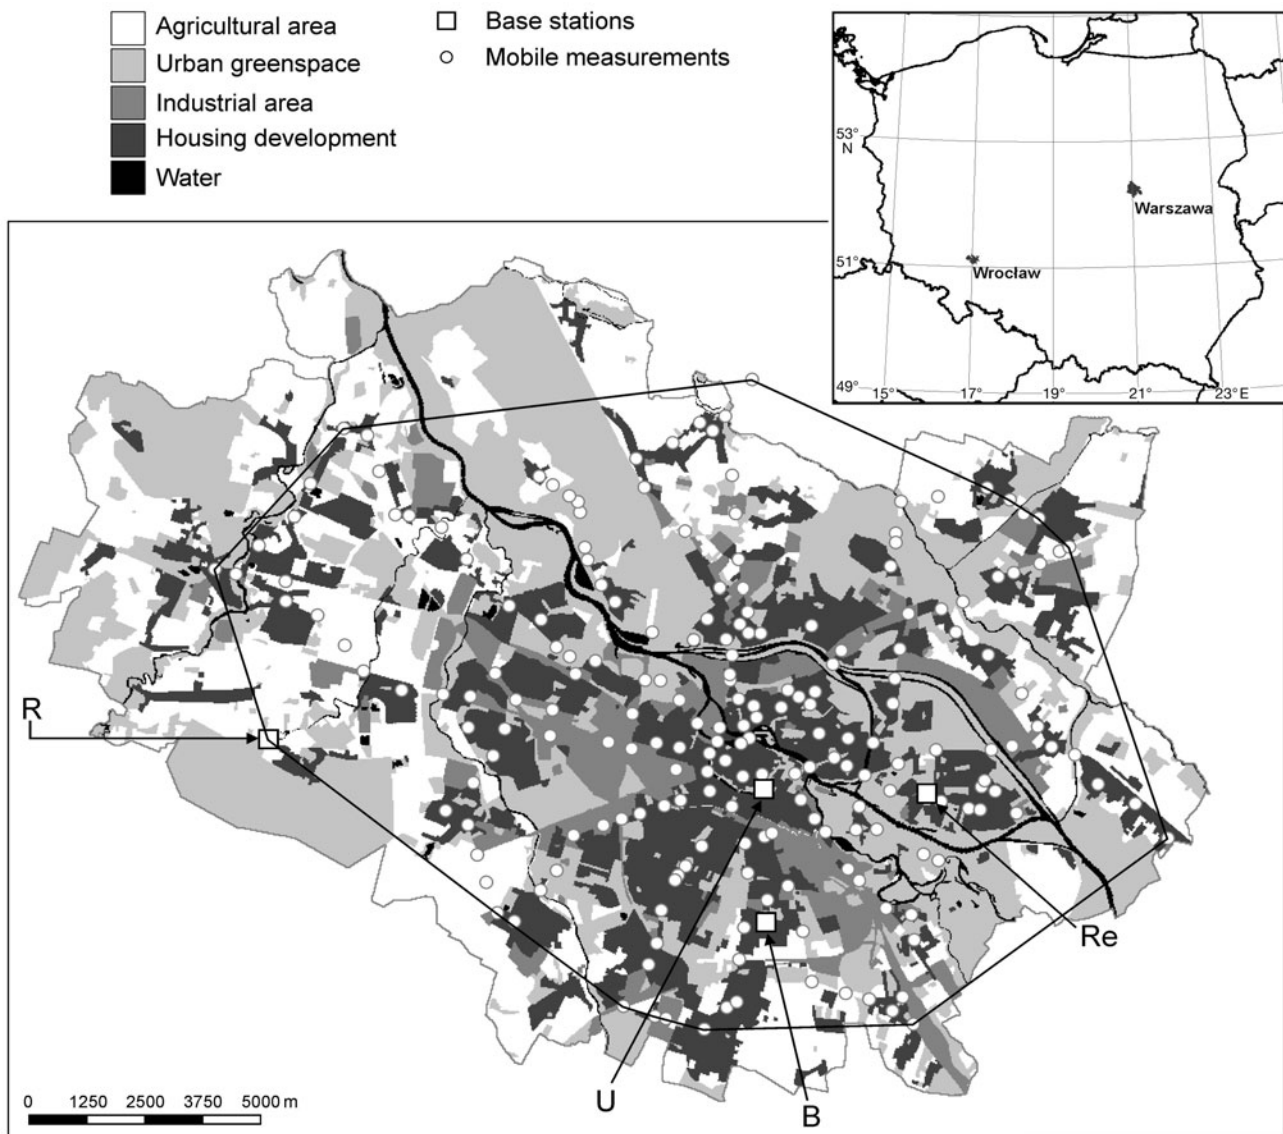 Agricultural area
Urban greenspace
Industrial area
Housing development
Water
Base stations
Mobile measurements
53°
N
Warszawa
51°
Wrocław
49°
15° 17° 19° 21° 23°E
R
Re
U
B
0 1250 2500 3750 5000 m